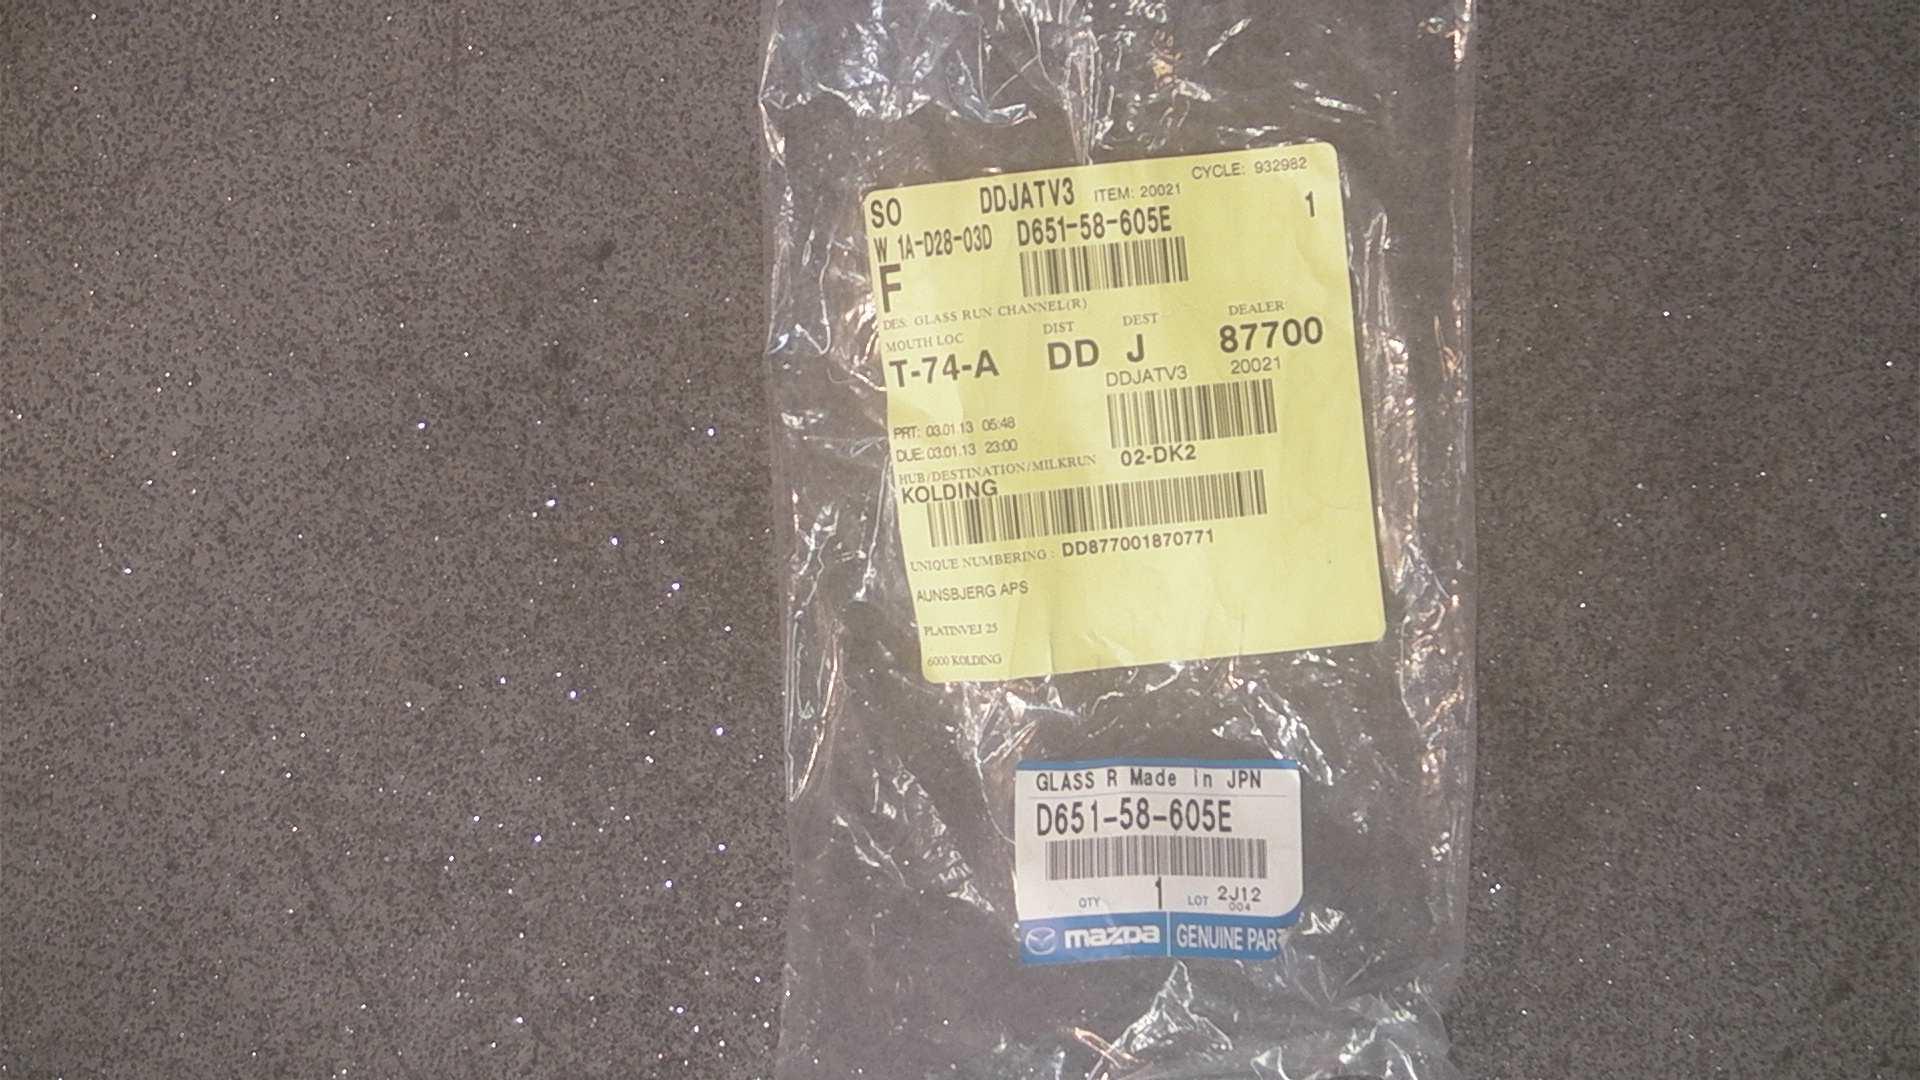 SO DDJATV3 ITEM: 20021 CYCLE: 932982
W 1A-D28-03D D651-58-605E 1
F
DES. GLASS RUN CHANNEL(R)
MOUTH LOC DIST DEST DEALER
T-74-A DD J 87700
DDJATV3 20021
PRT: 03.01.13 05:48
DUE: 03.01.13 23:00
HUB/DESTINATION/MILKRUN 02-DK2
KOLDING
UNIQUE NUMBERING : DD877001870771
AUNSBJERG APS
PLATINVEJ 25
6000 KOLDING
GLASS R Made in JPN
D651-58-605E
QTY 1 LOT 2J12
004
mazda GENUINE PART